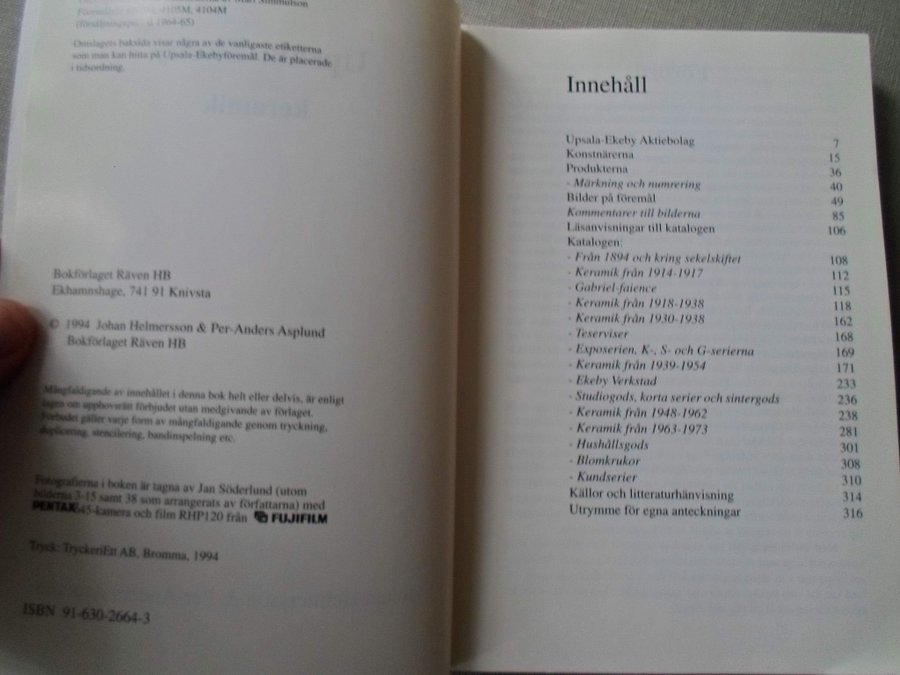 4105M, 4104M
1964-65)
Omslagets baksida visar några av de vanligaste etiketterna
som man kan hitta på Upsala-Ekebyföremål. De är placerade
i tidsordning.
Bokförlaget Räven HB
Ekhamnshage, 741 91 Knivsta
© 1994 Johan Helmersson & Per-Anders Asplund
Bokförlaget Räven HB
Mångfaldigande av innehållet i denna bok helt eller delvis, är enligt
lagen om upphovsrätt förbjudet utan medgivande av förlaget.
Förbudet gäller varje form av mångfaldigande genom tryckning,
duplicering, stencilering, bandinspelning etc.
Fotografierna i boken är tagna av Jan Söderlund (utom
bilderna 3-15 samt 38 som arrangerats av författarna) med
PENTAX 645-kamera och film RHP120 från FUJIFILM
Tryck: TryckeriEtt AB, Bromma, 1994
ISBN 91-630-2664-3
Innehåll
Upsala-Ekeby Aktiebolag 7
Konstnärerna 15
Produkterna 36
- Märkning och numrering 40
Bilder på föremål 49
Kommentarer till bilderna 85
Läsanvisningar till katalogen 106
Katalogen:
- Från 1894 och kring sekelskiftet 108
- Keramik från 1914-1917 112
- Gabriel-faience 115
- Keramik från 1918-1938 118
- Keramik från 1930-1938 162
- Teserviser 168
- Exposerien, K-, S- och G-serierna 169
- Keramik från 1939-1954 171
- Ekeby Verkstad 233
- Studiogods, korta serier och sintergods 236
- Keramik från 1948-1962 238
- Keramik från 1963-1973 281
- Hushållsgods 301
- Blomkrukor 308
- Kundserier 310
Källor och litteraturhänvisning 314
Utrymme för egna anteckningar 316